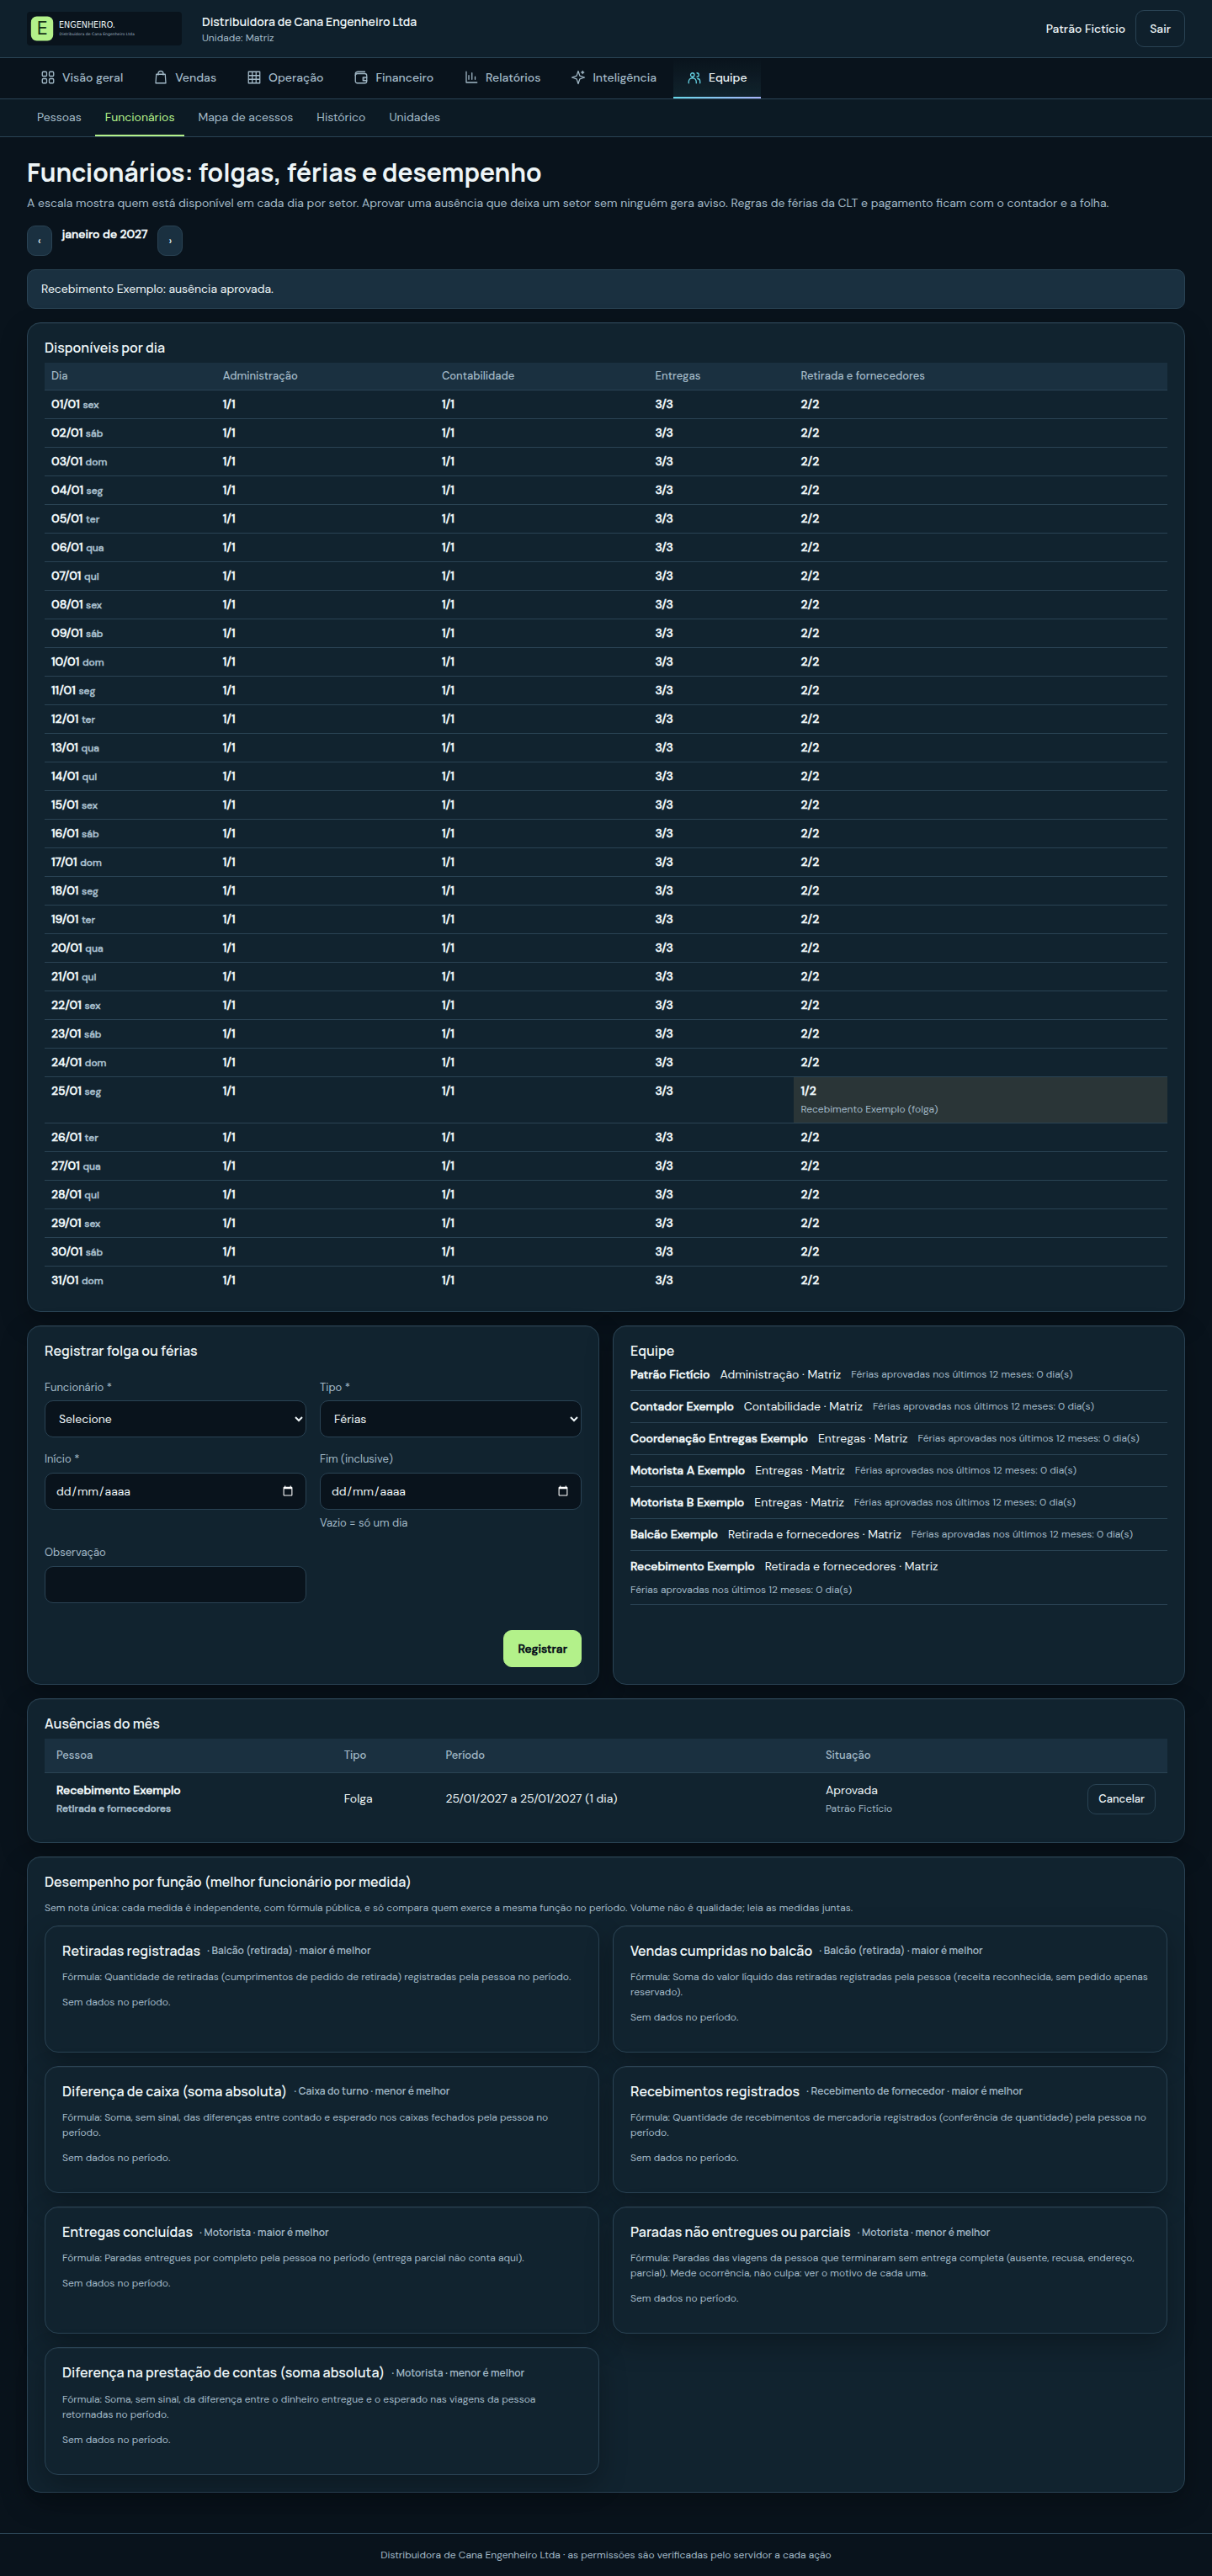 E ENGENHEIRO.
Distribuidora de Cana Engenheiro Ltda
Distribuidora de Cana Engenheiro Ltda
Unidade: Matriz
Patrão Fictício
Sair
Visão geral Vendas Operação Financeiro Relatórios Inteligência Equipe
Pessoas Funcionários Mapa de acessos Histórico Unidades
Funcionários: folgas, férias e desempenho
A escala mostra quem está disponível em cada dia por setor. Aprovar uma ausência que deixa um setor sem ninguém gera aviso. Regras de férias da CLT e pagamento ficam com o contador e a folha.
‹ janeiro de 2027 ›
Recebimento Exemplo: ausência aprovada.
Disponíveis por dia
Dia Administração Contabilidade Entregas Retirada e fornecedores
01/01 sex 1/1 1/1 3/3 2/2
02/01 sáb 1/1 1/1 3/3 2/2
03/01 dom 1/1 1/1 3/3 2/2
04/01 seg 1/1 1/1 3/3 2/2
05/01 ter 1/1 1/1 3/3 2/2
06/01 qua 1/1 1/1 3/3 2/2
07/01 qui 1/1 1/1 3/3 2/2
08/01 sex 1/1 1/1 3/3 2/2
09/01 sáb 1/1 1/1 3/3 2/2
10/01 dom 1/1 1/1 3/3 2/2
11/01 seg 1/1 1/1 3/3 2/2
12/01 ter 1/1 1/1 3/3 2/2
13/01 qua 1/1 1/1 3/3 2/2
14/01 qui 1/1 1/1 3/3 2/2
15/01 sex 1/1 1/1 3/3 2/2
16/01 sáb 1/1 1/1 3/3 2/2
17/01 dom 1/1 1/1 3/3 2/2
18/01 seg 1/1 1/1 3/3 2/2
19/01 ter 1/1 1/1 3/3 2/2
20/01 qua 1/1 1/1 3/3 2/2
21/01 qui 1/1 1/1 3/3 2/2
22/01 sex 1/1 1/1 3/3 2/2
23/01 sáb 1/1 1/1 3/3 2/2
24/01 dom 1/1 1/1 3/3 2/2
25/01 seg 1/1 1/1 3/3 1/2
Recebimento Exemplo (folga)
26/01 ter 1/1 1/1 3/3 2/2
27/01 qua 1/1 1/1 3/3 2/2
28/01 qui 1/1 1/1 3/3 2/2
29/01 sex 1/1 1/1 3/3 2/2
30/01 sáb 1/1 1/1 3/3 2/2
31/01 dom 1/1 1/1 3/3 2/2
Registrar folga ou férias
Funcionário * Tipo *
Selecione Férias
Início * Fim (inclusive)
dd/mm/aaaa dd/mm/aaaa
Vazio = só um dia
Observação
Registrar
Equipe
Patrão Fictício Administração · Matriz Férias aprovadas nos últimos 12 meses: 0 dia(s)
Contador Exemplo Contabilidade · Matriz Férias aprovadas nos últimos 12 meses: 0 dia(s)
Coordenação Entregas Exemplo Entregas · Matriz Férias aprovadas nos últimos 12 meses: 0 dia(s)
Motorista A Exemplo Entregas · Matriz Férias aprovadas nos últimos 12 meses: 0 dia(s)
Motorista B Exemplo Entregas · Matriz Férias aprovadas nos últimos 12 meses: 0 dia(s)
Balcão Exemplo Retirada e fornecedores · Matriz Férias aprovadas nos últimos 12 meses: 0 dia(s)
Recebimento Exemplo Retirada e fornecedores · Matriz
Férias aprovadas nos últimos 12 meses: 0 dia(s)
Ausências do mês
Pessoa Tipo Período Situação
Recebimento Exemplo Folga 25/01/2027 a 25/01/2027 (1 dia) Aprovada Cancelar
Retirada e fornecedores Patrão Fictício
Desempenho por função (melhor funcionário por medida)
Sem nota única: cada medida é independente, com fórmula pública, e só compara quem exerce a mesma função no período. Volume não é qualidade; leia as medidas juntas.
Retiradas registradas · Balcão (retirada) · maior é melhor
Fórmula: Quantidade de retiradas (cumprimentos de pedido de retirada) registradas pela pessoa no período.
Sem dados no período.
Vendas cumpridas no balcão · Balcão (retirada) · maior é melhor
Fórmula: Soma do valor líquido das retiradas registradas pela pessoa (receita reconhecida, sem pedido apenas
reservado).
Sem dados no período.
Diferença de caixa (soma absoluta) · Caixa do turno · menor é melhor
Fórmula: Soma, sem sinal, das diferenças entre contado e esperado nos caixas fechados pela pessoa no
período.
Sem dados no período.
Recebimentos registrados · Recebimento de fornecedor · maior é melhor
Fórmula: Quantidade de recebimentos de mercadoria registrados (conferência de quantidade) pela pessoa no
período.
Sem dados no período.
Entregas concluídas · Motorista · maior é melhor
Fórmula: Paradas entregues por completo pela pessoa no período (entrega parcial não conta aqui).
Sem dados no período.
Paradas não entregues ou parciais · Motorista · menor é melhor
Fórmula: Paradas das viagens da pessoa que terminaram sem entrega completa (ausente, recusa, endereço,
parcial). Mede ocorrência, não culpa: ver o motivo de cada uma.
Sem dados no período.
Diferença na prestação de contas (soma absoluta) · Motorista · menor é melhor
Fórmula: Soma, sem sinal, da diferença entre o dinheiro entregue e o esperado nas viagens da pessoa
retornadas no período.
Sem dados no período.
Distribuidora de Cana Engenheiro Ltda · as permissões são verificadas pelo servidor a cada ação